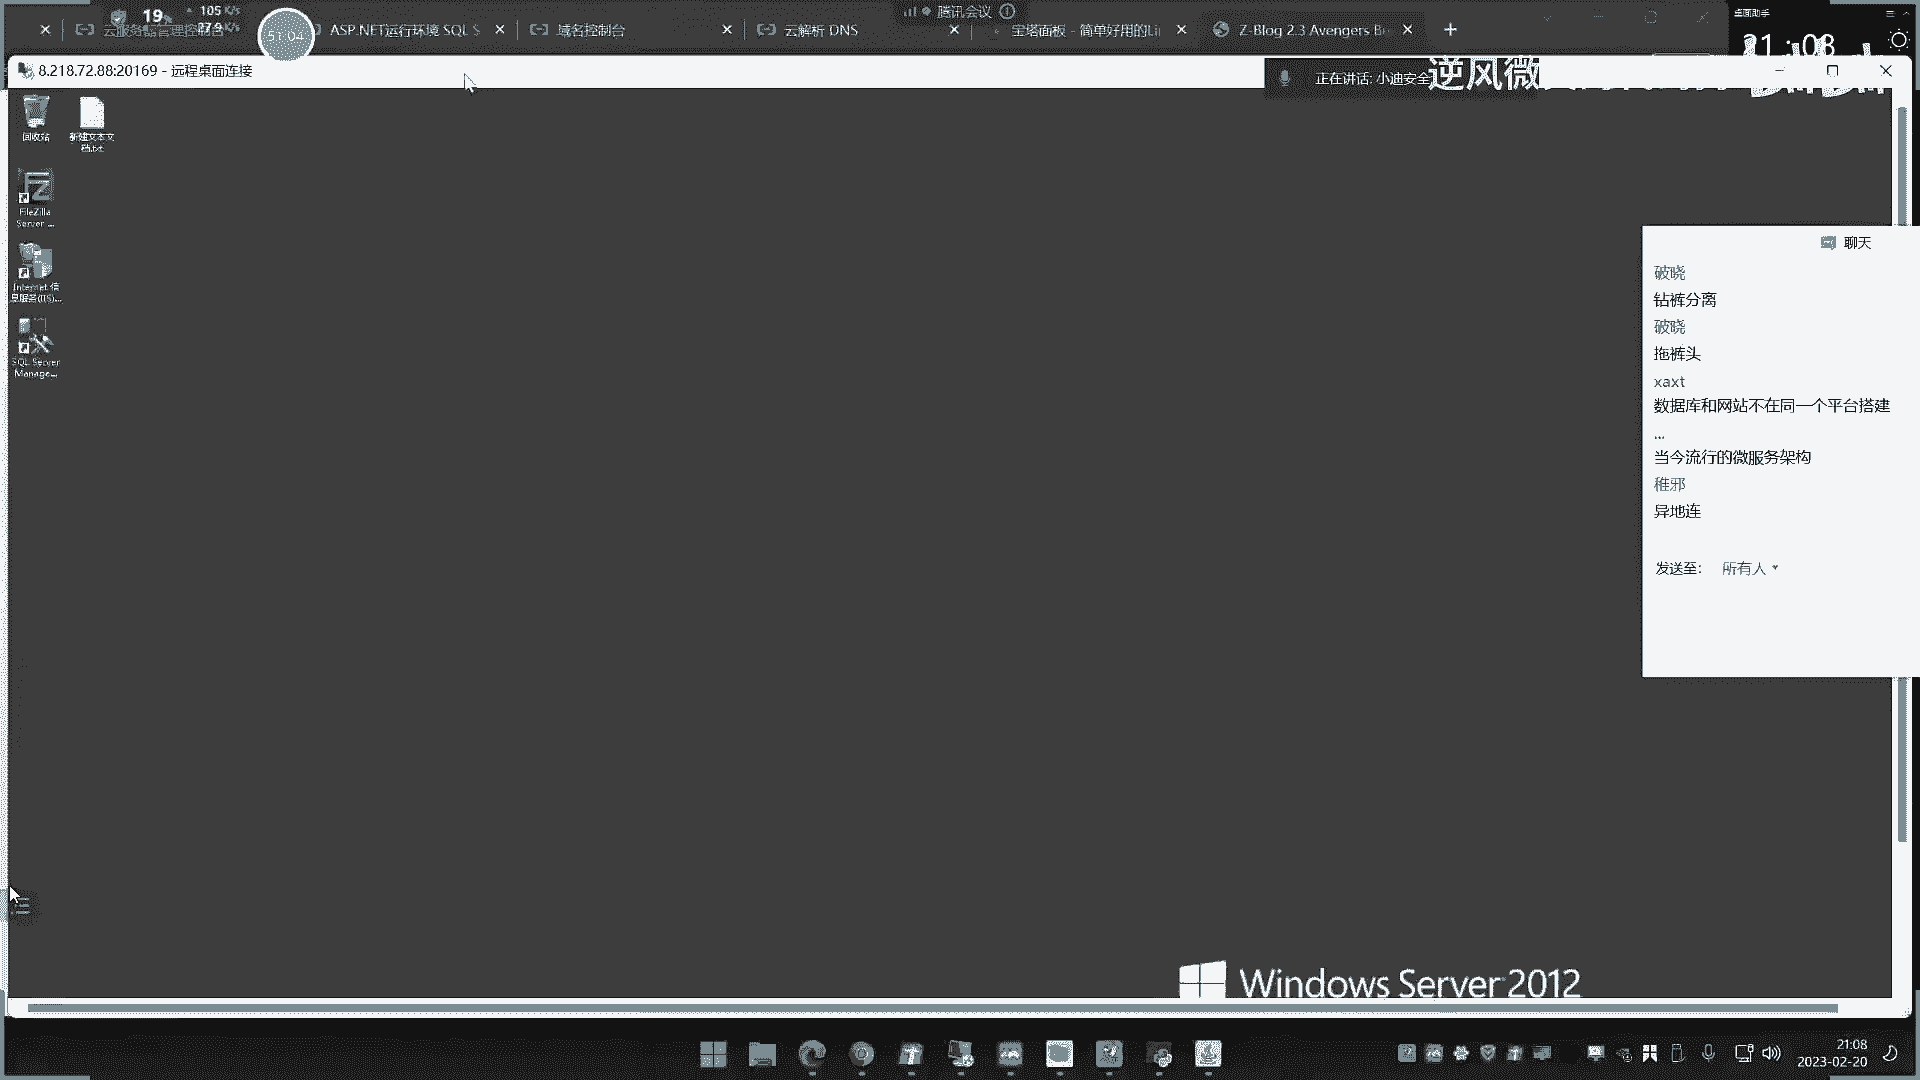 19%
105 K/s
27.9 K/s
云服务器管理控制台
51:04
ASP.NET运行环境 SQL S
域名控制台
云解析 DNS
腾讯会议
宝塔面板 - 简单好用的Li
Z-Blog 2.3 Avengers B
桌面助手
21:08
8.218.72.88:20169 - 远程桌面连接
正在讲话: 小迪安全
逆风微
回收站
新建文本文
档.txt
FileZilla
Server ...
Internet 信
息服务(IIS)...
SQL Server
Manage...
聊天
破晓
钻裤分离
破晓
拖裤头
xaxt
数据库和网站不在同一个平台搭建
...
当今流行的微服务架构
稚邪
异地连
发送至:
所有人
Windows Server 2012
21:08
2023-02-20